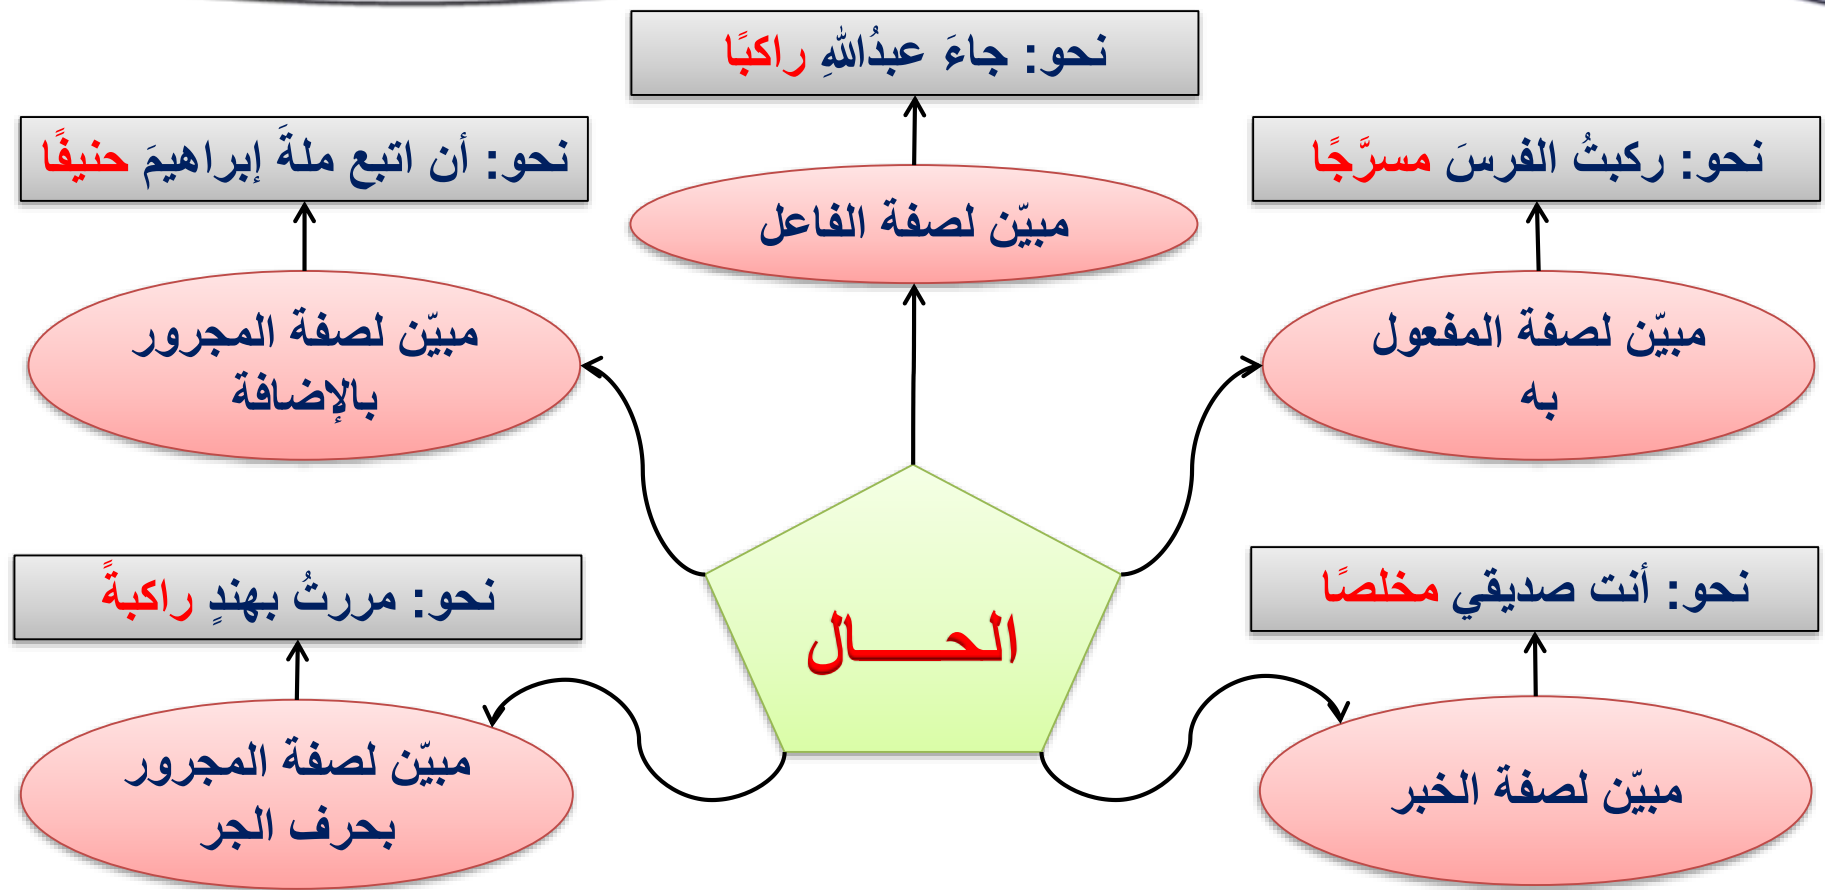 نحو: جاءَ عبدُاللهِ راكبًا
مبيّن لصفة الفاعل
نحو: ركبتُ الفرسَ مسرَّجًا
مبيّن لصفة المفعول
به
نحو: أن اتبع ملةَ إبراهيمَ حنيفًا
مبيّن لصفة المجرور
بالإضافة
الحـــــال
نحو: أنت صديقي مخلصًا
مبيّن لصفة الخبر
نحو: مررتُ بهندٍ راكبةً
مبيّن لصفة المجرور
بحرف الجر